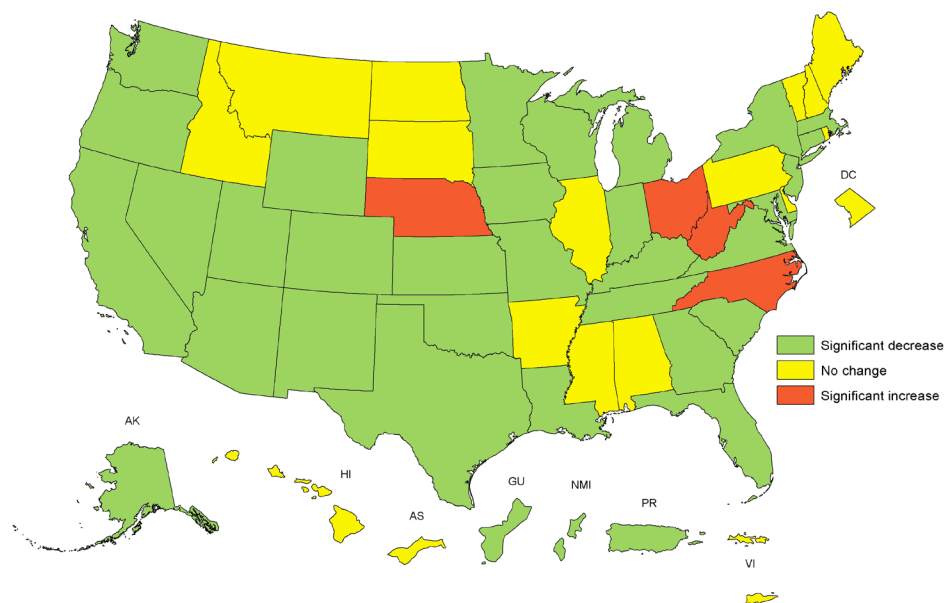 DC
Significant decrease
No change
Significant increase
AK
HI
AS
GU
NMI
PR
VI